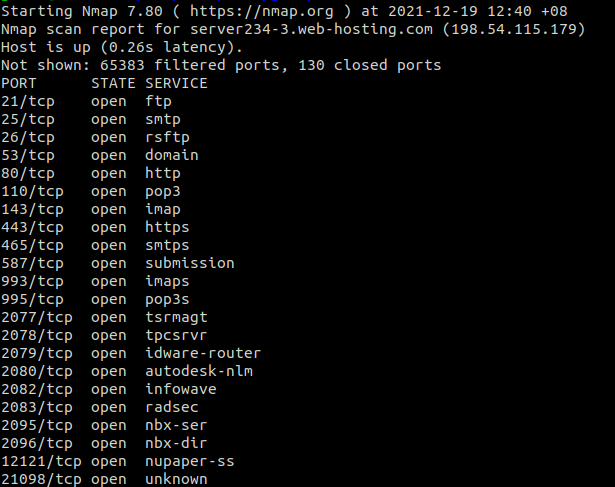 Starting Nmap 7.80 ( https://nmap.org ) at 2021-12-19 12:40 +08
Nmap scan report for server234-3.web-hosting.com (198.54.115.179)
Host is up (0.26s latency).
Not shown: 65383 filtered ports, 130 closed ports
PORT      STATE SERVICE
21/tcp    open  ftp
25/tcp    open  smtp
26/tcp    open  rsftp
53/tcp    open  domain
80/tcp    open  http
110/tcp   open  pop3
143/tcp   open  imap
443/tcp   open  https
465/tcp   open  smtps
587/tcp   open  submission
993/tcp   open  imaps
995/tcp   open  pop3s
2077/tcp  open  tsrmagt
2078/tcp  open  tpcsrvr
2079/tcp  open  idware-router
2080/tcp  open  autodesk-nlm
2082/tcp  open  infowave
2083/tcp  open  radsec
2095/tcp  open  nbx-ser
2096/tcp  open  nbx-dir
12121/tcp open  nupaper-ss
21098/tcp open  unknown